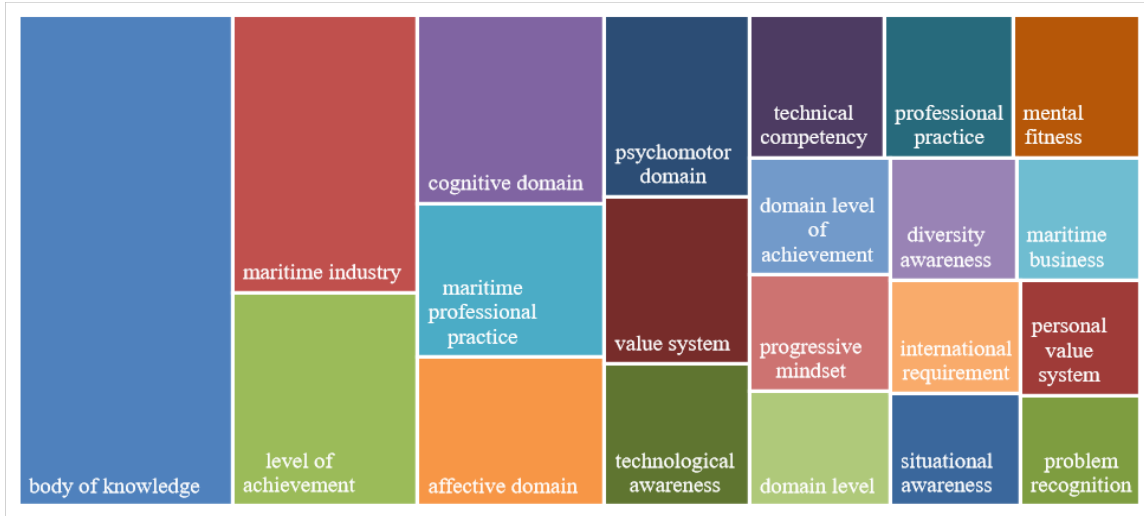 body of knowledge
maritime industry
level of
achievement
cognitive domain
maritime
professional
practice
affective domain
psychomotor
domain
value system
technological
awareness
technical
competency
professional
practice
mental
fitness
domain level
of
achievement
diversity
awareness
maritime
business
progressive
mindset
international
requirement
personal
value
system
domain level
situational
awareness
problem
recognition